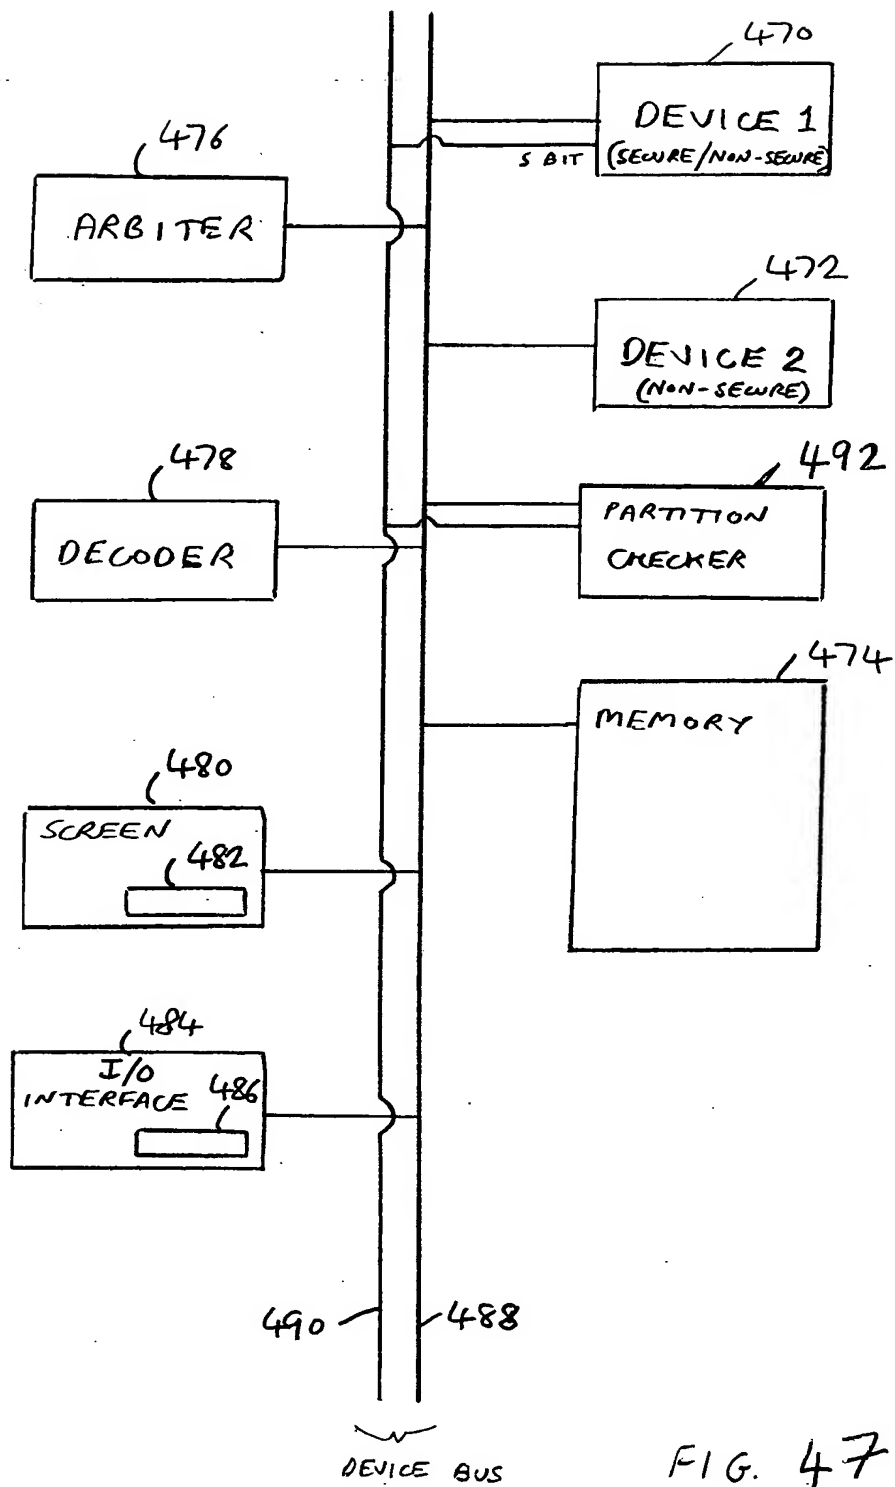 470
DEVICE 1
S BIT
(SECURE/NON-SECURE)
476
ARBITER
472
DEVICE 2
(NON-SECURE)
478
DECODER
492
PARTITION
CHECKER
474
MEMORY
480
SCREEN
482
484
I/O
INTERFACE
486
490
488
DEVICE BUS
FIG. 47